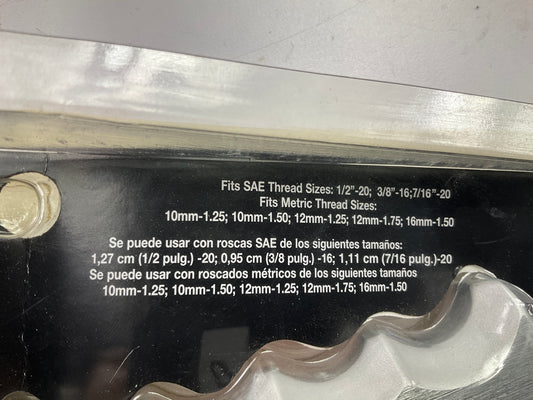 Fits SAE Thread Sizes: 1/2"-20; 3/8"-16;7/16"-20
Fits Metric Thread Sizes:
10mm-1.25; 10mm-1.50; 12mm-1.25; 12mm-1.75; 16mm-1.50
Se puede usar con roscas SAE de los siguientes tamaños:
1,27 cm (1/2 pulg.) -20; 0,95 cm (3/8 pulg.) -16; 1,11 cm (7/16 pulg.)-20
Se puede usar con roscados métricos de los siguientes tamaños
10mm-1.25; 10mm-1.50; 12mm-1.25; 12mm-1.75; 16mm-1.50